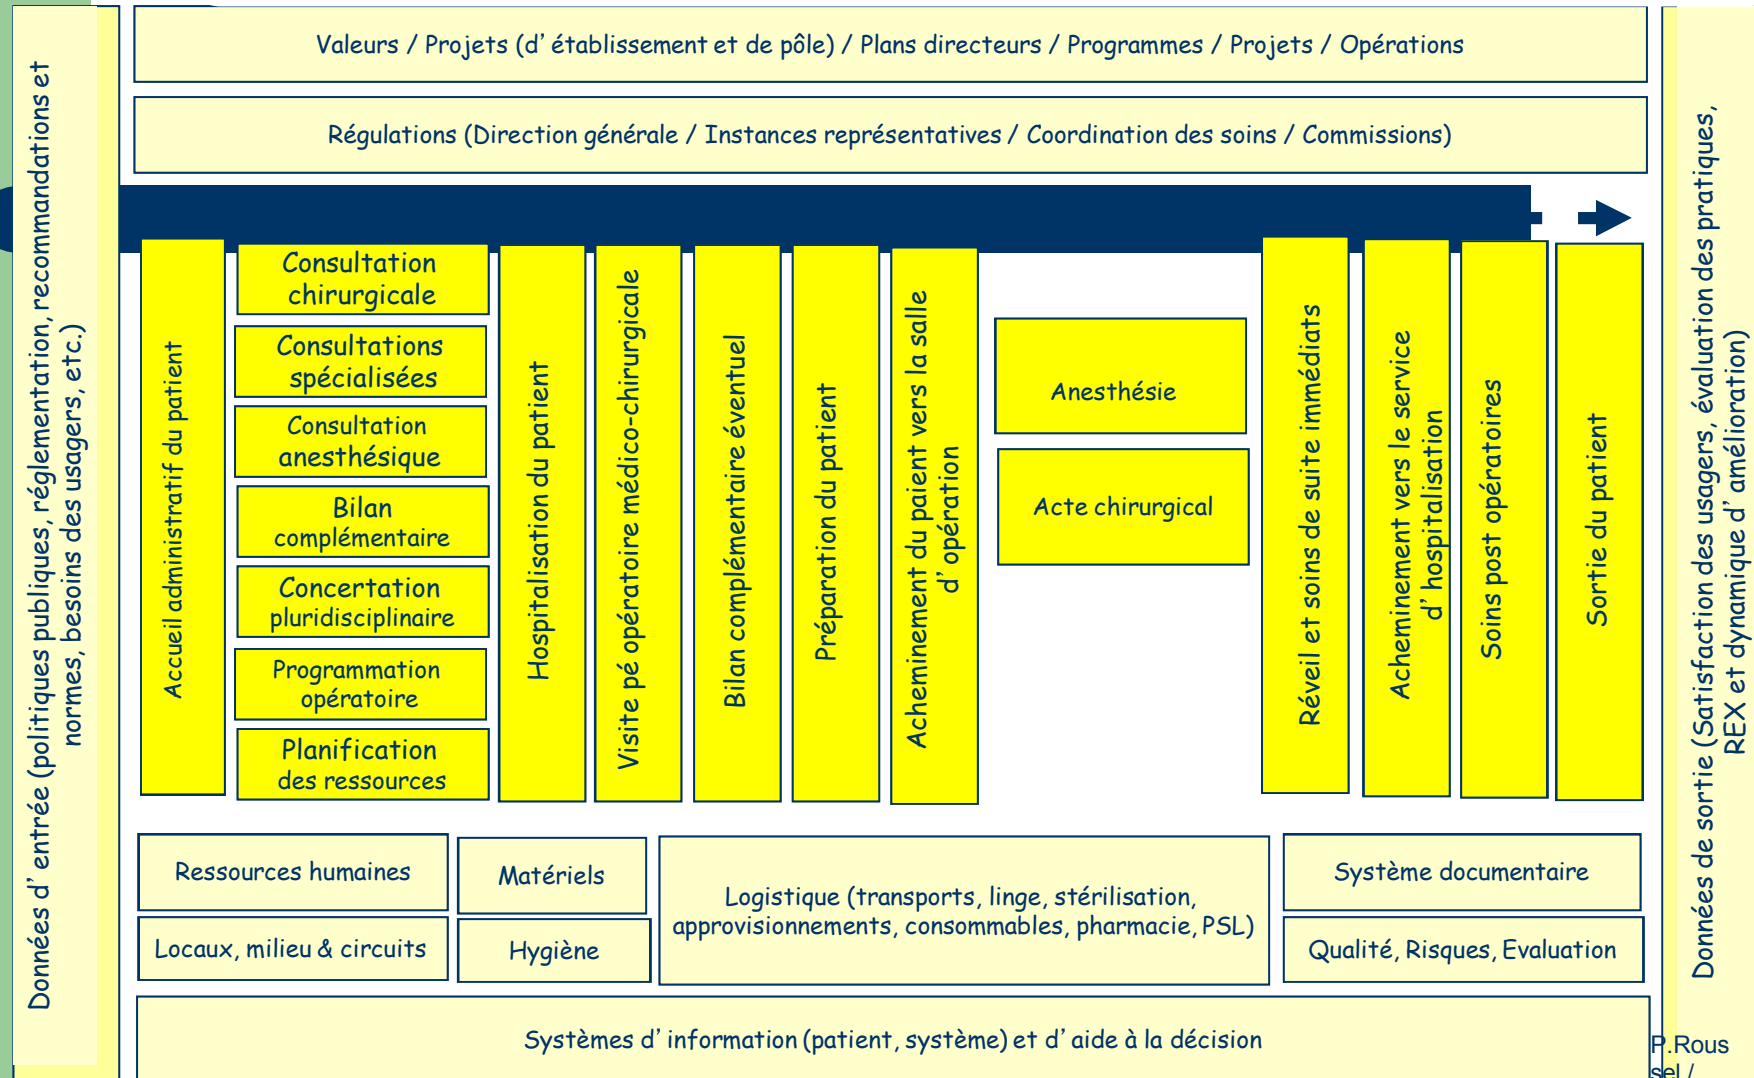 Données d’ entrée (politiques publiques, réglementation, recommandations et
normes, besoins des usagers, etc.)
Valeurs / Projets (d’ établissement et de pôle) / Plans directeurs / Programmes / Projets / Opérations
Régulations (Direction générale / Instances représentatives / Coordination des soins / Commissions)
Accueil administratif du patient
Consultation
chirurgicale
Consultations
spécialisées
Consultation
anesthésique
Bilan
complémentaire
Concertation
pluridisciplinaire
Programmation
opératoire
Planification
des ressources
Hospitalisation du patient
Visite pé opératoire médico-chirurgicale
Bilan complémentaire éventuel
Préparation du patient
Acheminement du paient vers la salle
d’ opération
Anesthésie
Acte chirurgical
Réveil et soins de suite immédiats
Acheminement vers le service
d’ hospitalisation
Soins post opératoires
Sortie du patient
Ressources humaines
Locaux, milieu & circuits
Matériels
Hygiène
Logistique (transports, linge, stérilisation,
approvisionnements, consommables, pharmacie, PSL)
Système documentaire
Qualité, Risques, Evaluation
Systèmes d’ information (patient, système) et d’ aide à la décision
Données de sortie (Satisfaction des usagers, évaluation des pratiques,
REX et dynamique d’ amélioration)
P.Rous
sel /